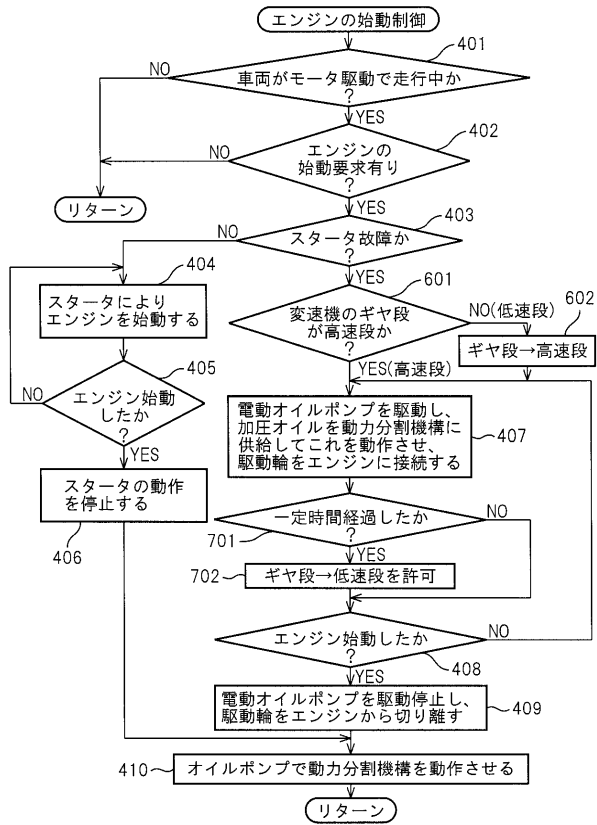 エンジンの始動制御
401
車両がモータ駆動で走行中か
?
NO
YES
402
エンジンの
始動要求有り
?
NO
YES
リターン
403
スタータ故障か
?
NO
YES
404
スタータにより
エンジンを始動する
601
変速機のギヤ段
が高速段か
?
NO(低速段)
602
ギヤ段→高速段
YES(高速段)
405
エンジン始動
したか
?
NO
YES
電動オイルポンプを駆動し、
加圧オイルを動力分割機構に
供給してこれを動作させ、
駆動輪をエンジンに接続する
407
スタータの動作
を停止する
406
一定時間経過したか
?
701
NO
YES
702
ギヤ段→低速段を許可
エンジン始動したか
?
NO
408
YES
電動オイルポンプを駆動停止し、
駆動輪をエンジンから切り離す
409
410
オイルポンプで動力分割機構を動作させる
リターン